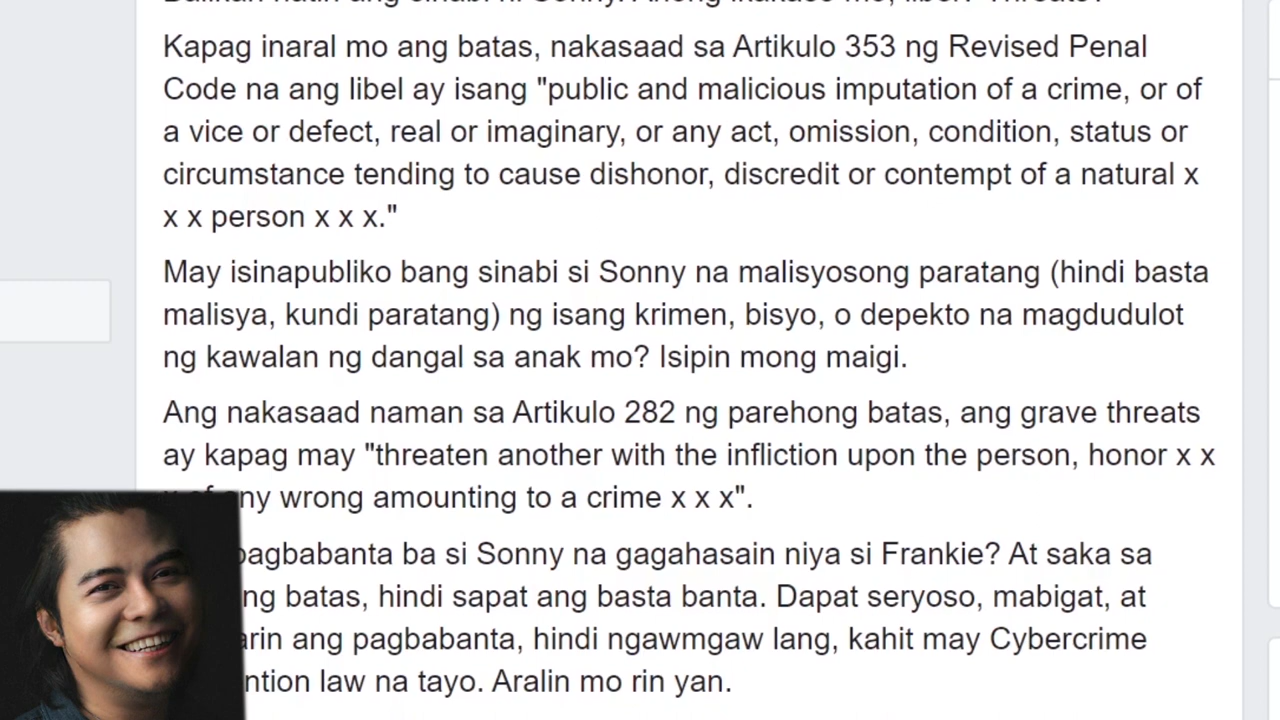 Kapag inaral mo ang batas, nakasaad sa Artikulo 353 ng Revised Penal
Code na ang libel ay isang "public and malicious imputation of a crime, or of
a vice or defect, real or imaginary, or any act, omission, condition, status or
circumstance tending to cause dishonor, discredit or contempt of a natural x
x x person x x x."
May isinapubliko bang sinabi si Sonny na malisyosong paratang (hindi basta
malisya, kundi paratang) ng isang krimen, bisyo, o depekto na magdudulot
ng kawalan ng dangal sa anak mo? Isipin mong maigi.
Ang nakasaad naman sa Artikulo 282 ng parehong batas, ang grave threats
ay kapag may "threaten another with the infliction upon the person, honor x x
wrong amounting to a crime x x x".
ba si Sonny na gagahasain niya si Frankie? At saka sa
batas, hindi sapat ang basta banta. Dapat seryoso, mabigat, at
ang pagbabanta, hindi ngawmgaw lang, kahit may Cybercrime
law na tayo. Aralin mo rin yan.